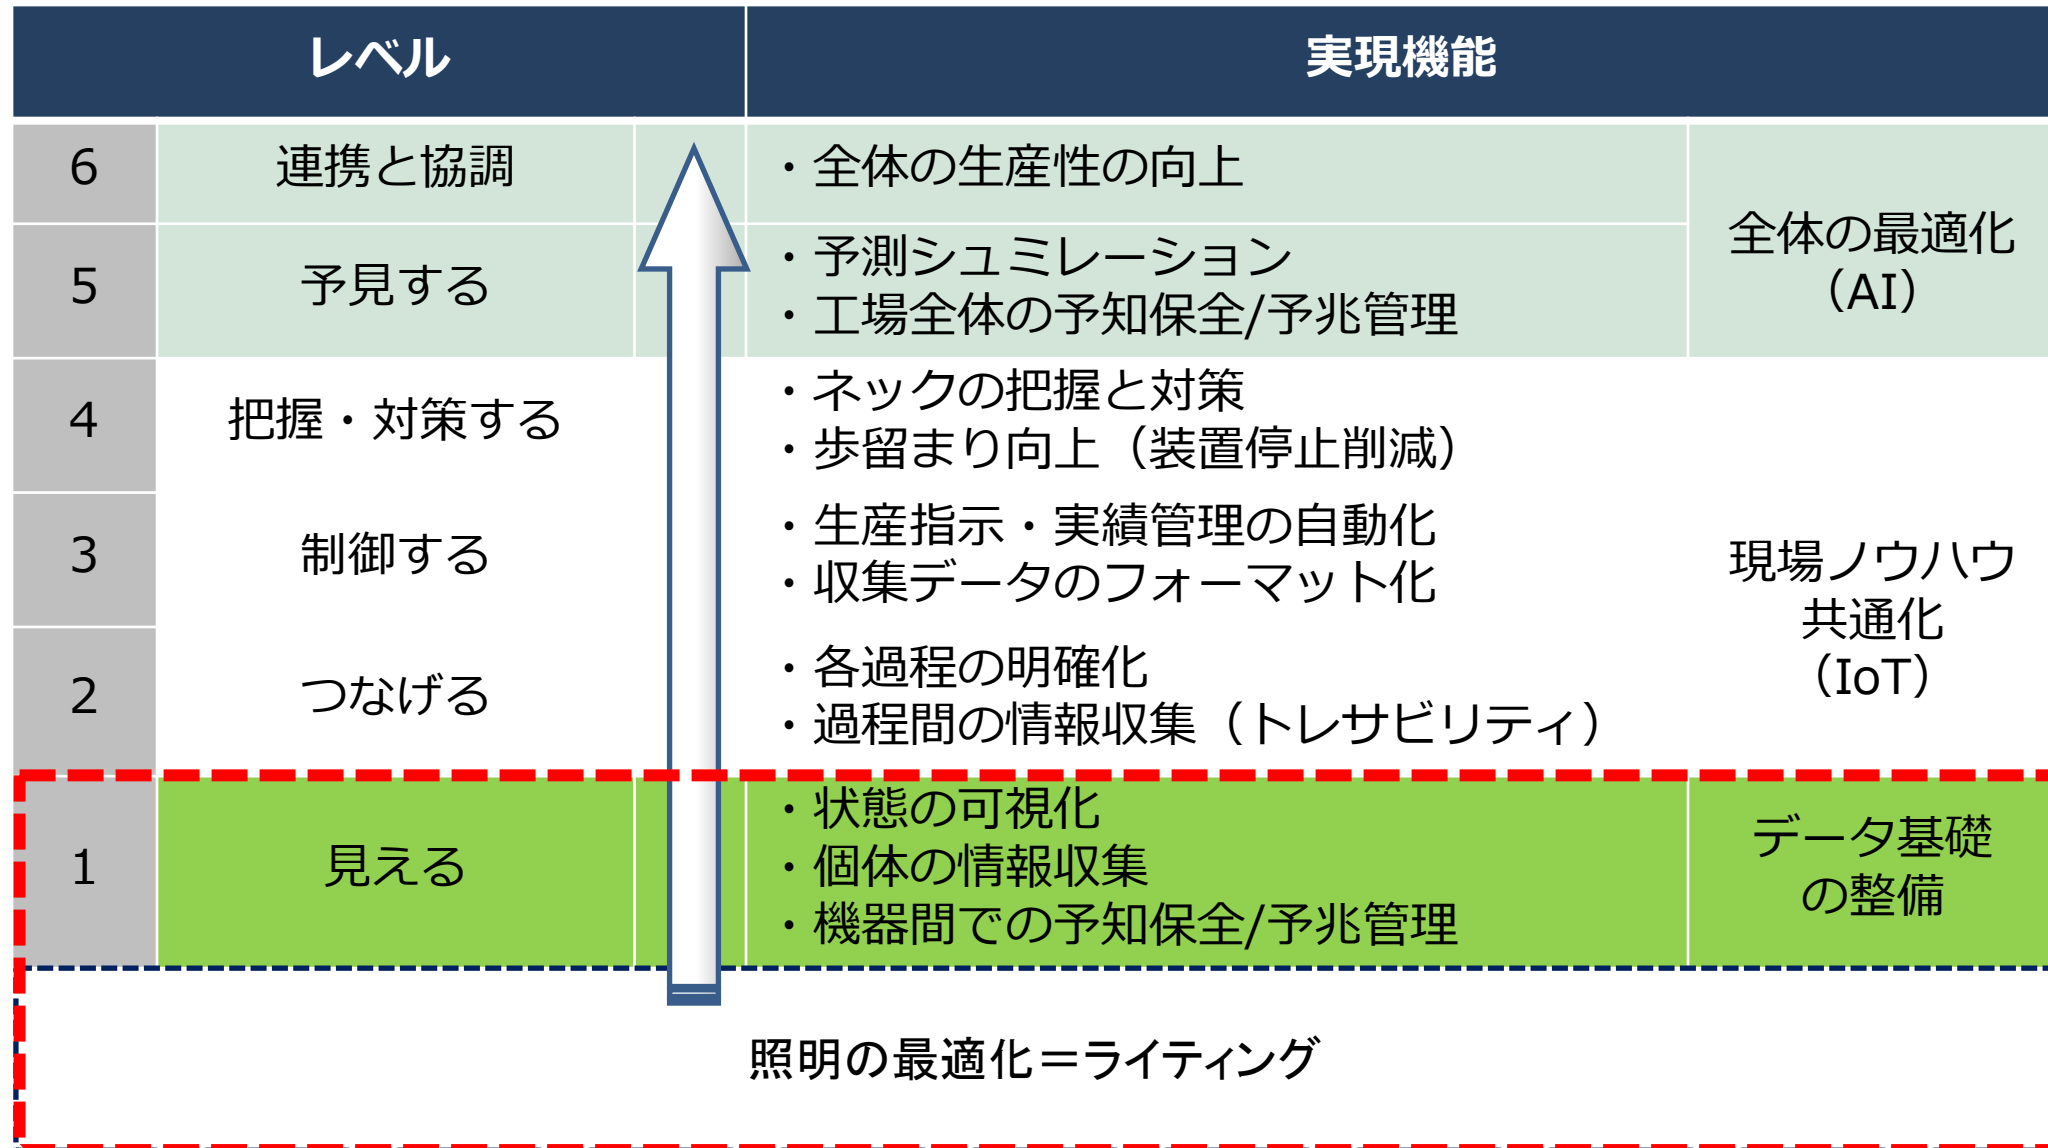 レベル
実現機能
6
連携と協調
・全体の生産性の向上
5
予見する
・予測シュミレーション
・工場全体の予知保全/予兆管理
全体の最適化
（AI）
4
把握・対策する
・ネックの把握と対策
・歩留まり向上（装置停止削減）
3
制御する
・生産指示・実績管理の自動化
・収集データのフォーマット化
2
つなげる
・各過程の明確化
・過程間の情報収集（トレサビリティ）
現場ノウハウ
共通化
（IoT）
1
見える
・状態の可視化
・個体の情報収集
・機器間での予知保全/予兆管理
データ基礎
の整備
照明の最適化＝ライティング